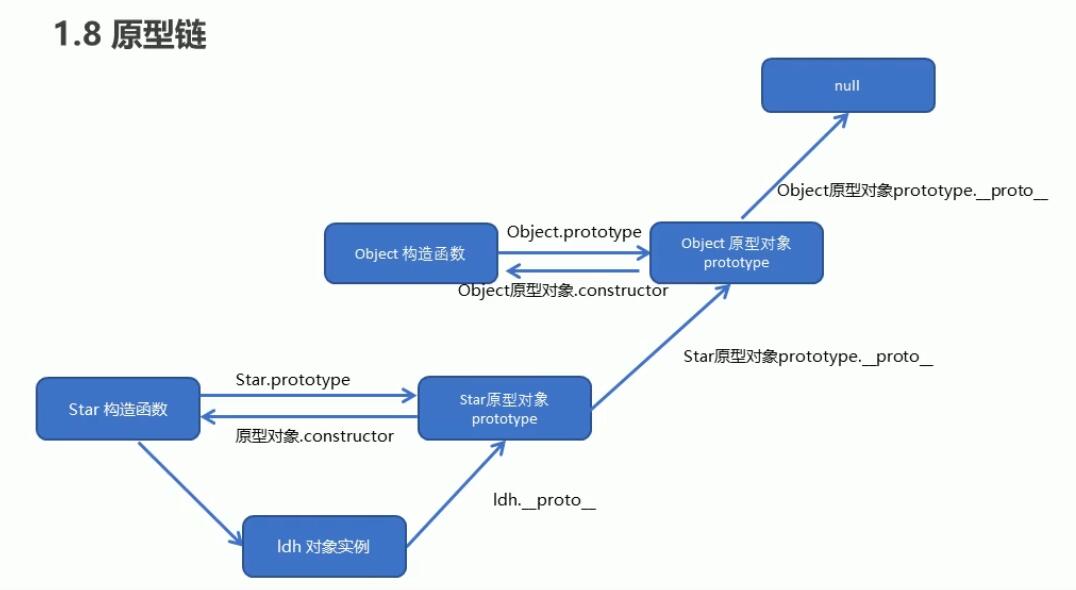 1.8 原型链
null
Object原型对象prototype.__proto__
Object.prototype
Object 构造函数
Object 原型对象
prototype
Object原型对象.constructor
Star原型对象prototype.__proto__
Star.prototype
Star 构造函数
Star原型对象
prototype
原型对象.constructor
ldh.__proto__
ldh 对象实例